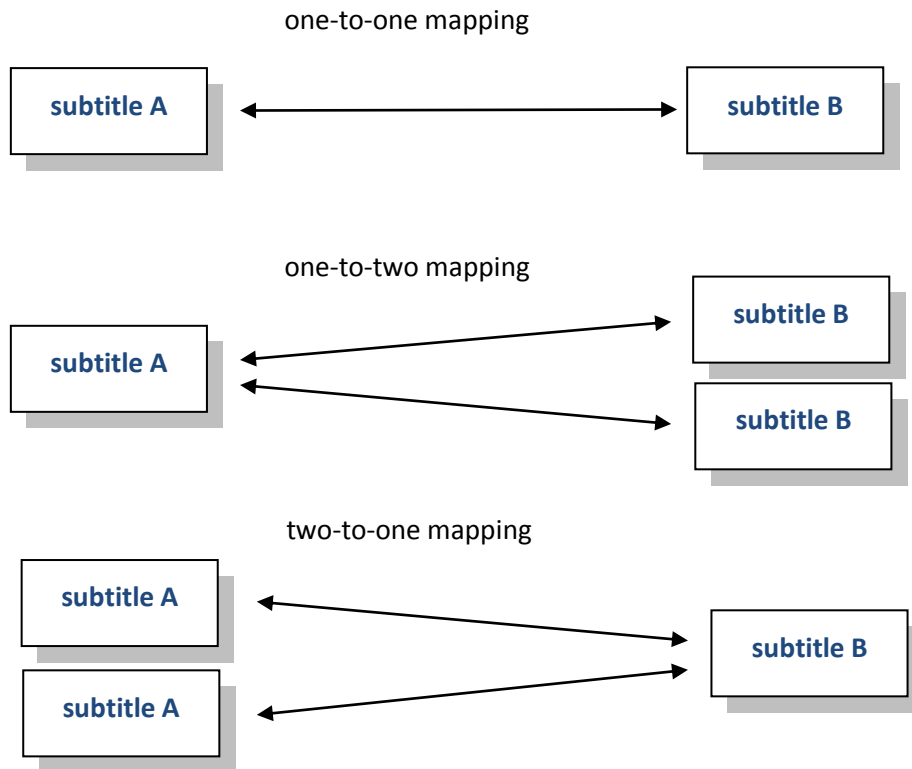 one-to-one mapping
subtitle A
subtitle B
one-to-two mapping
subtitle A
subtitle B
subtitle B
two-to-one mapping
subtitle A
subtitle A
subtitle B